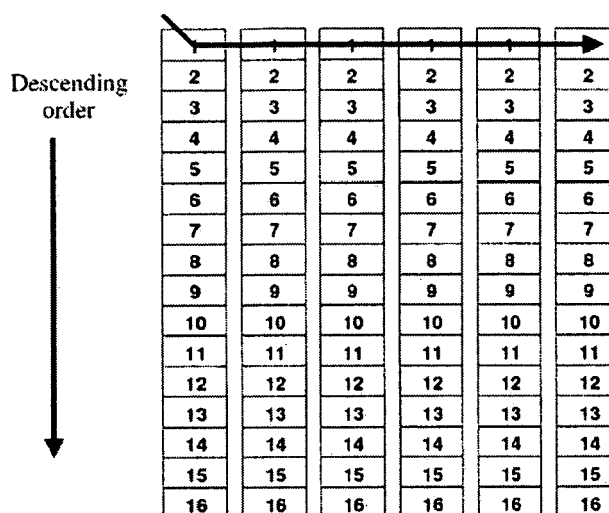 Descending
order
2 2 2 2 2 2
3 3 3 3 3 3
4 4 4 4 4 4
5 5 5 5 5 5
6 6 6 6 6 6
7 7 7 7 7 7
8 8 8 8 8 8
9 9 9 9 9 9
10 10 10 10 10 10
11 11 11 11 11 11
12 12 12 12 12 12
13 13 13 13 13 13
14 14 14 14 14 14
15 15 15 15 15 15
16 16 16 16 16 16